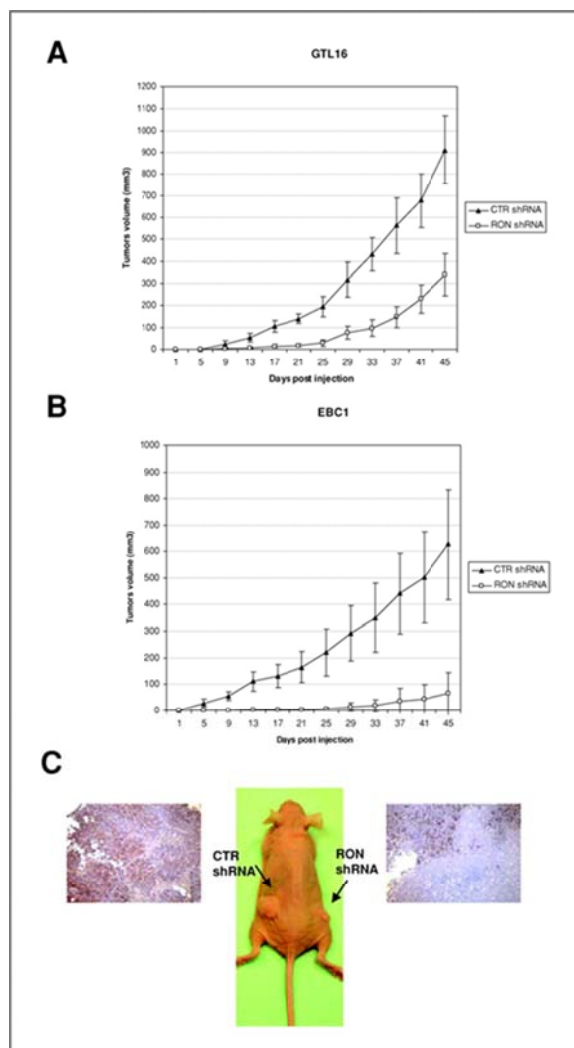 A
GTL16
1200
1100
1000
900
800
700
600
500
400
300
200
100
0
Tumors volume (mm3)
1 5 9 13 17 21 25 29 33 37 41 45
Days post injection
CTR shRNA
RON shRNA
B
EBC1
1000
900
800
700
600
500
400
300
200
100
0
Tumors volume (mm3)
1 5 9 13 17 21 25 29 33 37 41 45
Days post injection
CTR shRNA
RON shRNA
C
CTR
shRNA
RON
shRNA